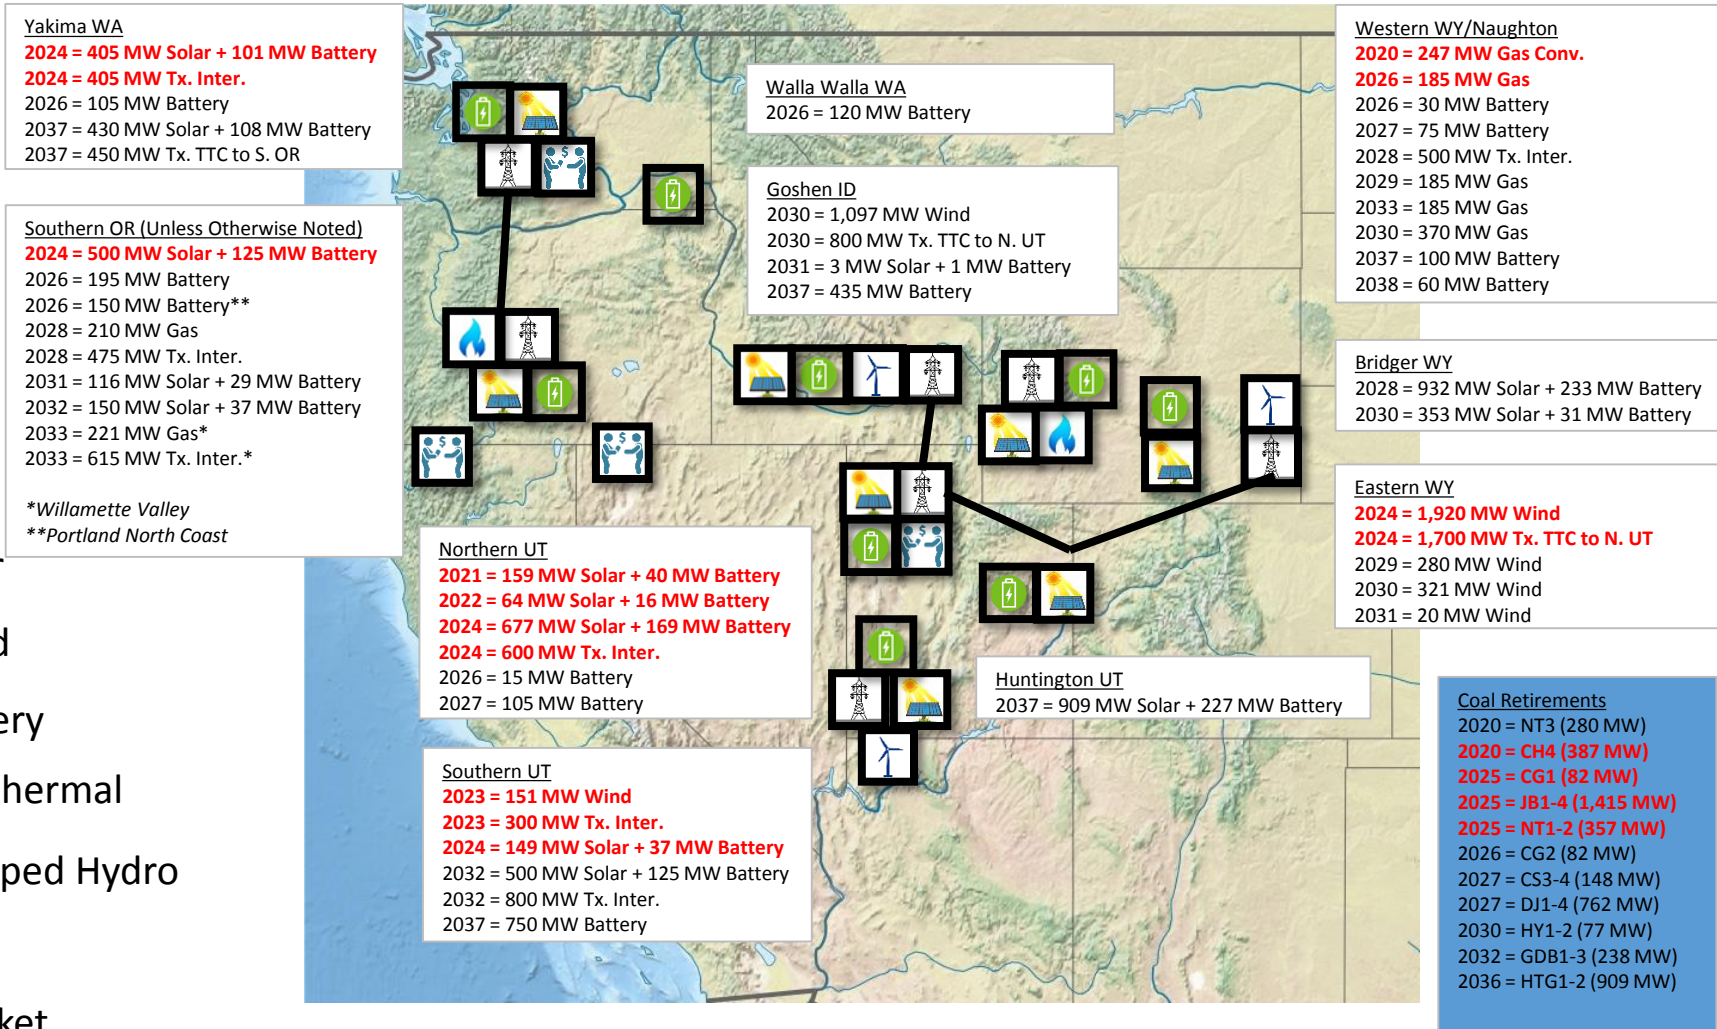 Yakima WA
2024 = 405 MW Solar + 101 MW Battery
2024 = 405 MW Tx. Inter.
2026 = 105 MW Battery
2037 = 430 MW Solar + 108 MW Battery
2037 = 450 MW Tx. TTC to S. OR
Southern OR (Unless Otherwise Noted)
2024 = 500 MW Solar + 125 MW Battery
2026 = 195 MW Battery
2026 = 150 MW Battery**
2028 = 210 MW Gas
2028 = 475 MW Tx. Inter.
2031 = 116 MW Solar + 29 MW Battery
2032 = 150 MW Solar + 37 MW Battery
2033 = 221 MW Gas*
2033 = 615 MW Tx. Inter.*
*Willamette Valley
**Portland North Coast
Walla Walla WA
2026 = 120 MW Battery
Goshen ID
2030 = 1,097 MW Wind
2030 = 800 MW Tx. TTC to N. UT
2031 = 3 MW Solar + 1 MW Battery
2037 = 435 MW Battery
Western WY/Naughton
2020 = 247 MW Gas Conv.
2026 = 185 MW Gas
2026 = 30 MW Battery
2027 = 75 MW Battery
2028 = 500 MW Tx. Inter.
2029 = 185 MW Gas
2033 = 185 MW Gas
2030 = 370 MW Gas
2037 = 100 MW Battery
2038 = 60 MW Battery
Bridger WY
2028 = 932 MW Solar + 233 MW Battery
2030 = 353 MW Solar + 31 MW Battery
Eastern WY
2024 = 1,920 MW Wind
2024 = 1,700 MW Tx. TTC to N. UT
2029 = 280 MW Wind
2030 = 321 MW Wind
2031 = 20 MW Wind
Northern UT
2021 = 159 MW Solar + 40 MW Battery
2022 = 64 MW Solar + 16 MW Battery
2024 = 677 MW Solar + 169 MW Battery
2024 = 600 MW Tx. Inter.
2026 = 15 MW Battery
2027 = 105 MW Battery
Huntington UT
2037 = 909 MW Solar + 227 MW Battery
Southern UT
2023 = 151 MW Wind
2023 = 300 MW Tx. Inter.
2024 = 149 MW Solar + 37 MW Battery
2032 = 500 MW Solar + 125 MW Battery
2032 = 800 MW Tx. Inter.
2037 = 750 MW Battery
Coal Retirements
2020 = NT3 (280 MW)
2020 = CH4 (387 MW)
2025 = CG1 (82 MW)
2025 = JB1-4 (1,415 MW)
2025 = NT1-2 (357 MW)
2026 = CG2 (82 MW)
2027 = CS3-4 (148 MW)
2027 = DJ1-4 (762 MW)
2030 = HY1-2 (77 MW)
2032 = GDB1-3 (238 MW)
2036 = HTG1-2 (909 MW)
d
ery
hermal
ped Hydro
ket